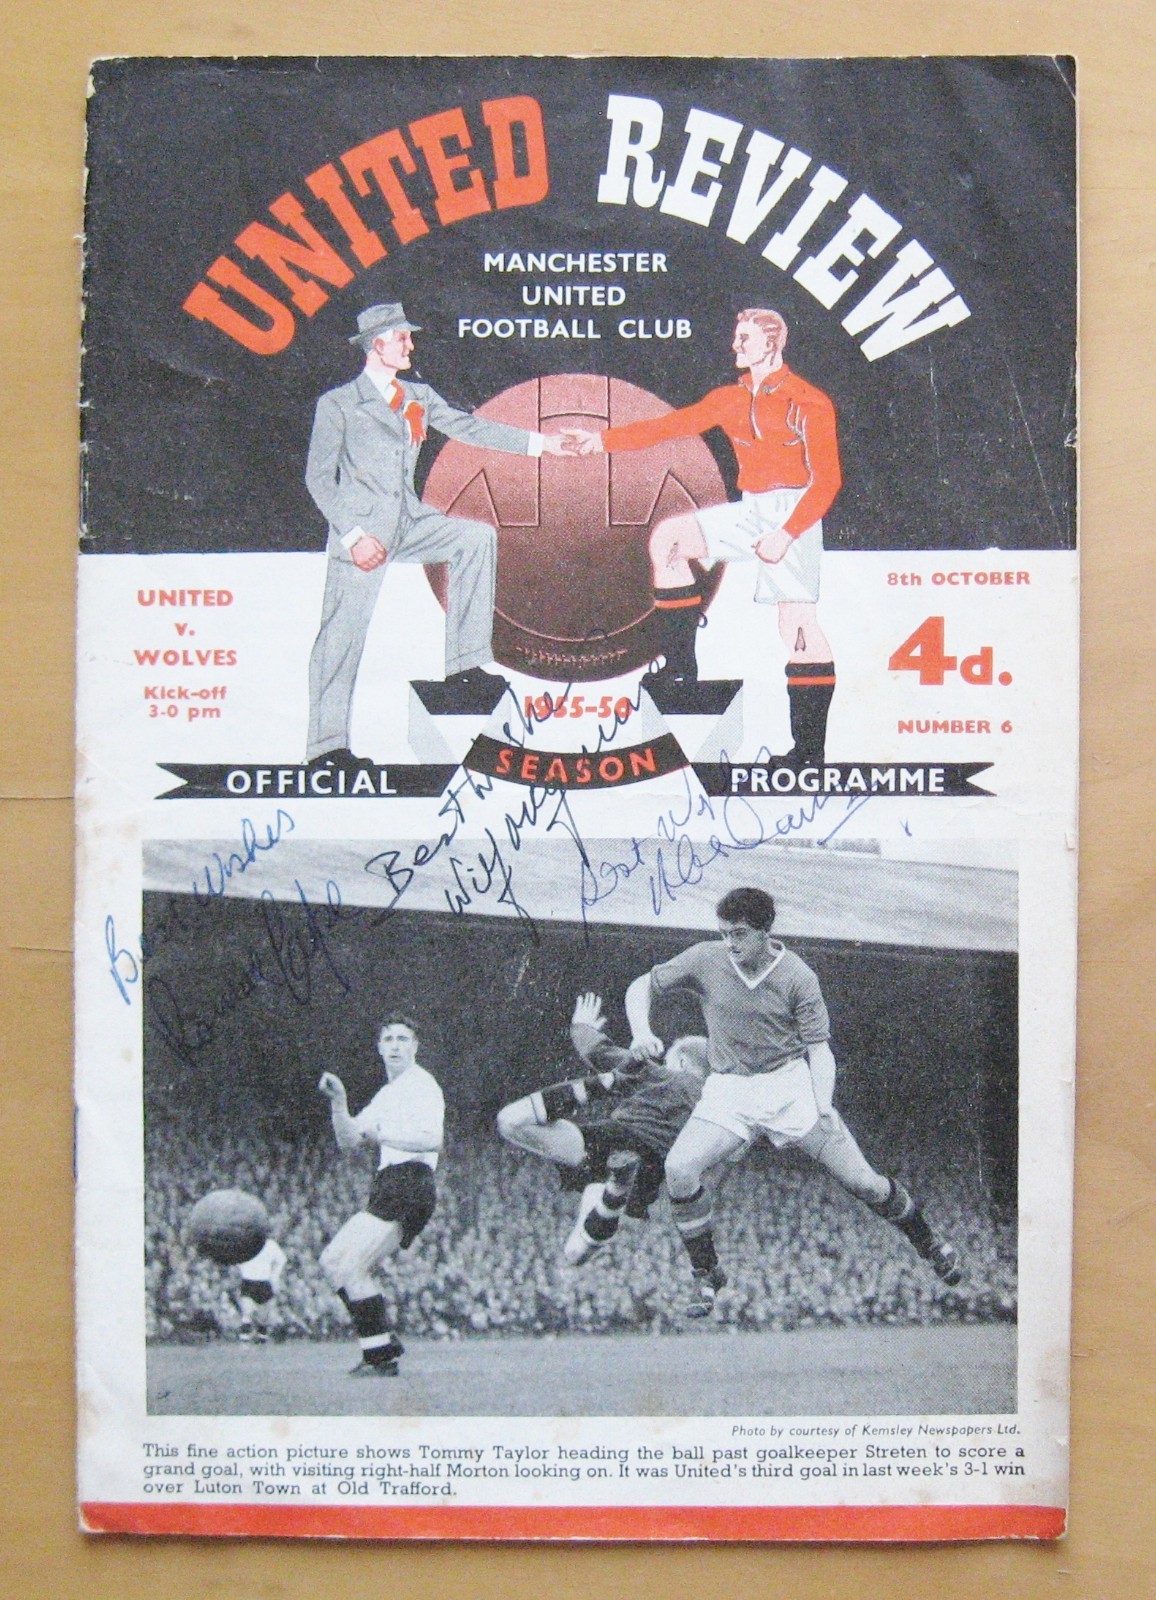 UNITED REVIEW
MANCHESTER
UNITED
FOOTBALL CLUB
UNITED
v.
WOLVES
Kick-off
3-0 pm
8th OCTOBER
4d.
NUMBER 6
1955-56
SEASON
OFFICIAL
PROGRAMME
Best Wishes
Best Wishes
Wilf
Best Wishes
Photo by courtesy of Kemsley Newspapers Ltd.
This fine action picture shows Tommy Taylor heading the ball past goalkeeper Streten to score a
grand goal, with visiting right-half Morton looking on. It was United's third goal in last week's 3-1 win
over Luton Town at Old Trafford.